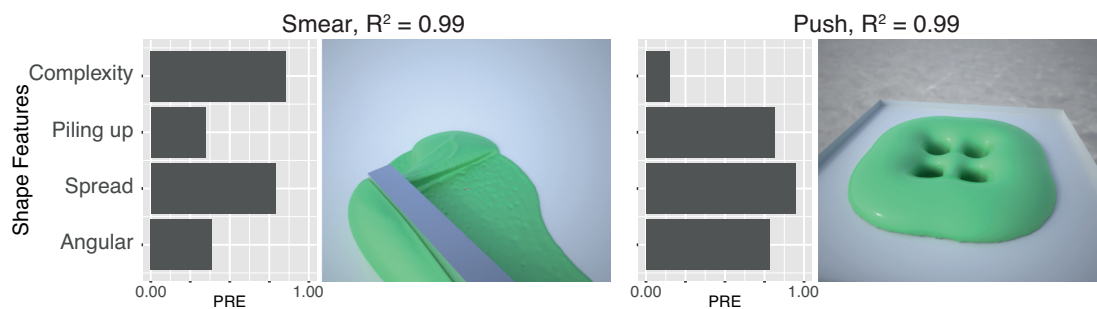 Smear, R² = 0.99
Push, R² = 0.99
Shape Features
Complexity
Piling up
Spread
Angular
0.00
1.00
PRE
0.00
1.00
PRE